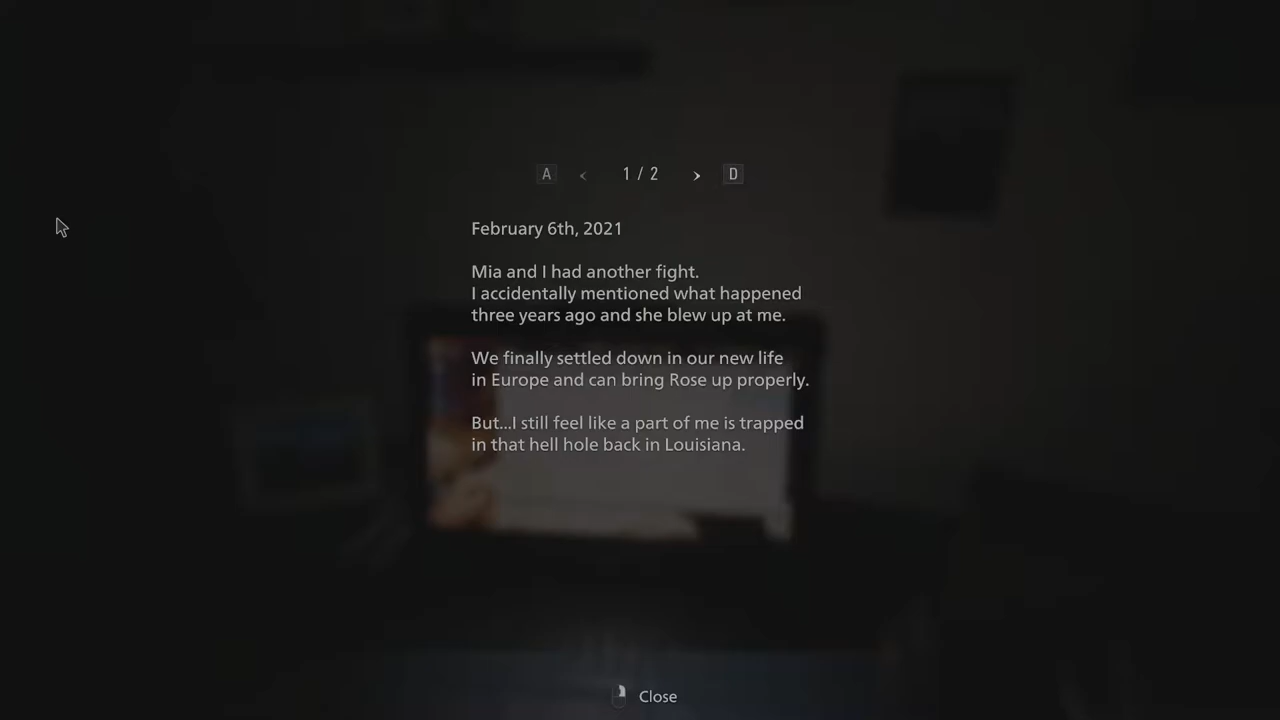 A < 1 / 2 > D
February 6th, 2021
Mia and I had another fight.
I accidentally mentioned what happened
three years ago and she blew up at me.
We finally settled down in our new life
in Europe and can bring Rose up properly.
But...I still feel like a part of me is trapped
in that hell hole back in Louisiana.
Close